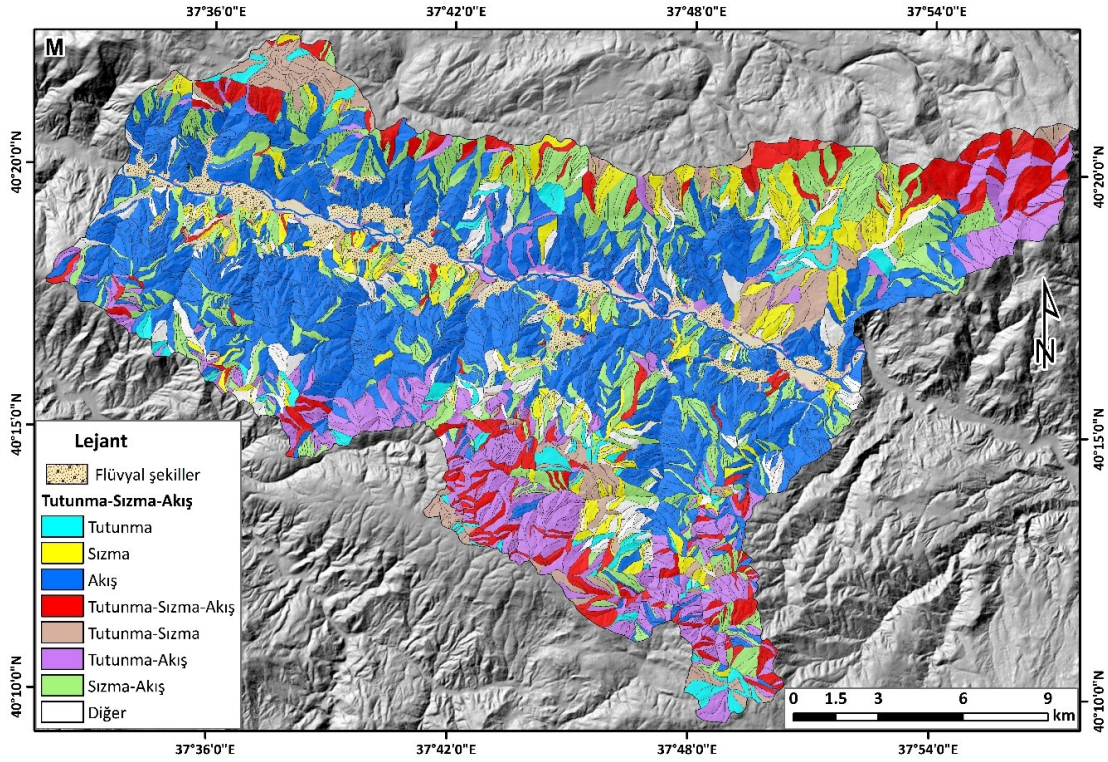 37°36'0"E 37°42'0"E 37°48'0"E 37°54'0"E
M
40°20'0"N
40°20'0"N
40°15'0"N
40°15'0"N
40°10'0"N
40°10'0"N
N
Lejant
Flüvyal şekiller
Tutunma-Sızma-Akış
Tutunma
Sızma
Akış
Tutunma-Sızma-Akış
Tutunma-Sızma
Tutunma-Akış
Sızma-Akış
Diğer
0 1.5 3 6 9
km
37°36'0"E 37°42'0"E 37°48'0"E 37°54'0"E